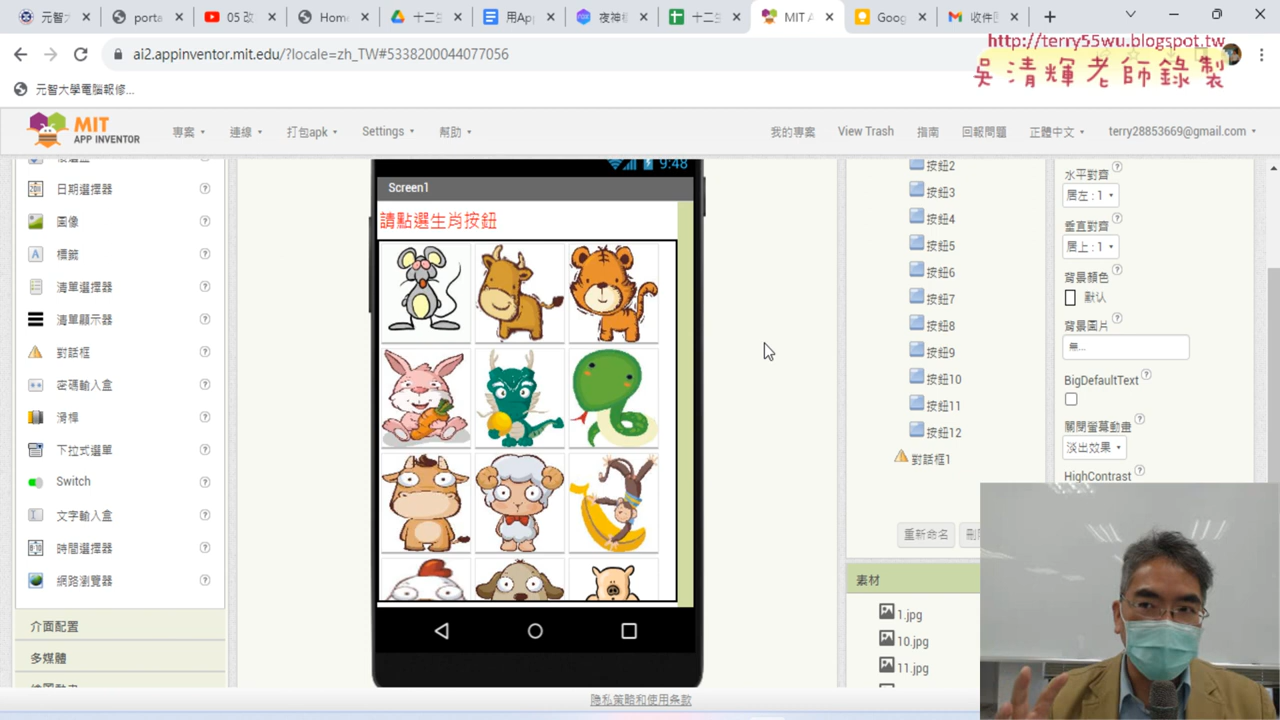 元智
porta
05 改
Home
十二
用Ap
夜神
十二
MIT A
Goog
收件
ai2.appinventor.mit.edu/?locale=zh_TW#5338200044077056
http://terry55wu.blogspot.tw
吳清輝老師錄製
元智大學電腦報修...
MIT
APP INVENTOR
專案
連線
打包apk
Settings
幫助
我的專案
View Trash
指南
回報問題
正體中文
terry28853669@gmail.com
日期選擇器
圖像
標籤
清單選擇器
清單顯示器
對話框
密碼輸入盒
滑桿
下拉式選單
Switch
文字輸入盒
時間選擇器
網路瀏覽器
介面配置
多媒體
9:48
Screen1
請點選生肖按鈕
按鈕2
按鈕3
按鈕4
按鈕5
按鈕6
按鈕7
按鈕8
按鈕9
按鈕10
按鈕11
按鈕12
對話框1
重新命名
素材
1.jpg
10.jpg
11.jpg
水平對齊
居左 : 1
垂直對齊
居上 : 1
背景顏色
默认
背景圖片
無...
BigDefaultText
關閉螢幕動畫
淡出效果
HighContrast
隐私策略和使用条款